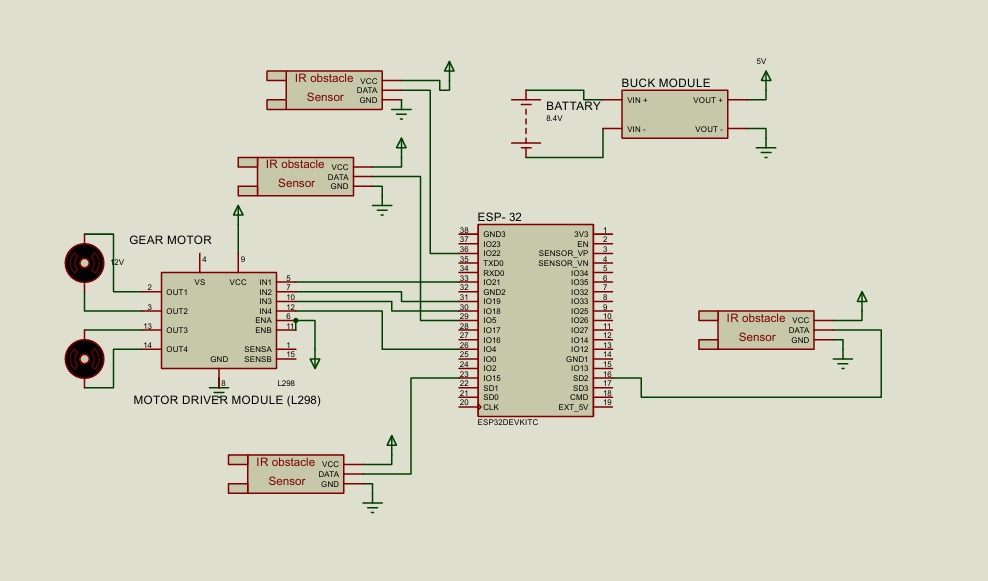 IR obstacle
Sensor
VCC
DATA
GND
5V
BUCK MODULE
VIN +
VIN -
VOUT +
VOUT -
BATTARY
8.4V
IR obstacle
Sensor
VCC
DATA
GND
GEAR MOTOR
12V
4
9
VS
VCC
2
OUT1
3
OUT2
13
OUT3
14
OUT4
IN1
5
IN2
7
IN3
10
IN4
12
ENA
6
ENB
11
SENSA
1
SENSB
15
GND
8
L298
MOTOR DRIVER MODULE (L298)
ESP- 32
38 GND3 3V3 1
37 IO23 EN 2
36 IO22 SENSOR_VP 3
35 TXD0 SENSOR_VN 4
34 RXD0 IO34 5
33 IO21 IO35 6
32 GND2 IO32 7
31 IO19 IO33 8
30 IO18 IO25 9
29 IO5 IO26 10
28 IO17 IO27 11
27 IO16 IO14 12
26 IO4 IO12 13
25 IO0 GND1 14
24 IO2 IO13 15
23 IO15 SD2 16
22 SD1 SD3 17
21 SD0 CMD 18
20 CLK EXT_5V 19
ESP32DEVKITC
IR obstacle
Sensor
VCC
DATA
GND
IR obstacle
Sensor
VCC
DATA
GND